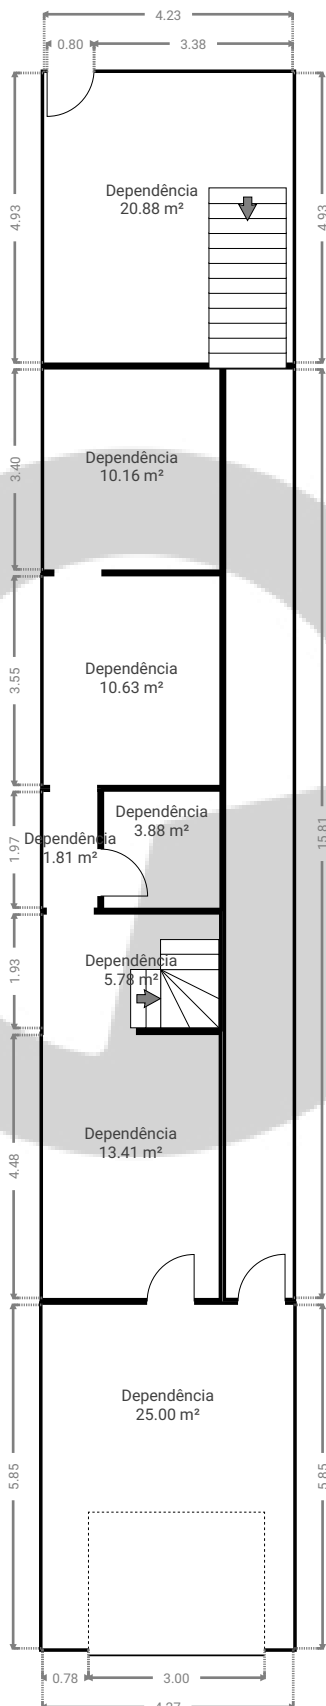 4.23
0.80
3.38
Dependência
20.88 m²
4.93
4.93
Dependência
10.16 m²
3.40
Dependência
10.63 m²
3.55
Dependência
3.88 m²
Dependência
1.81 m²
1.97
15.81
Dependência
5.78 m²
1.93
Dependência
13.41 m²
4.48
Dependência
25.00 m²
5.85
5.85
0.78
3.00
4.27